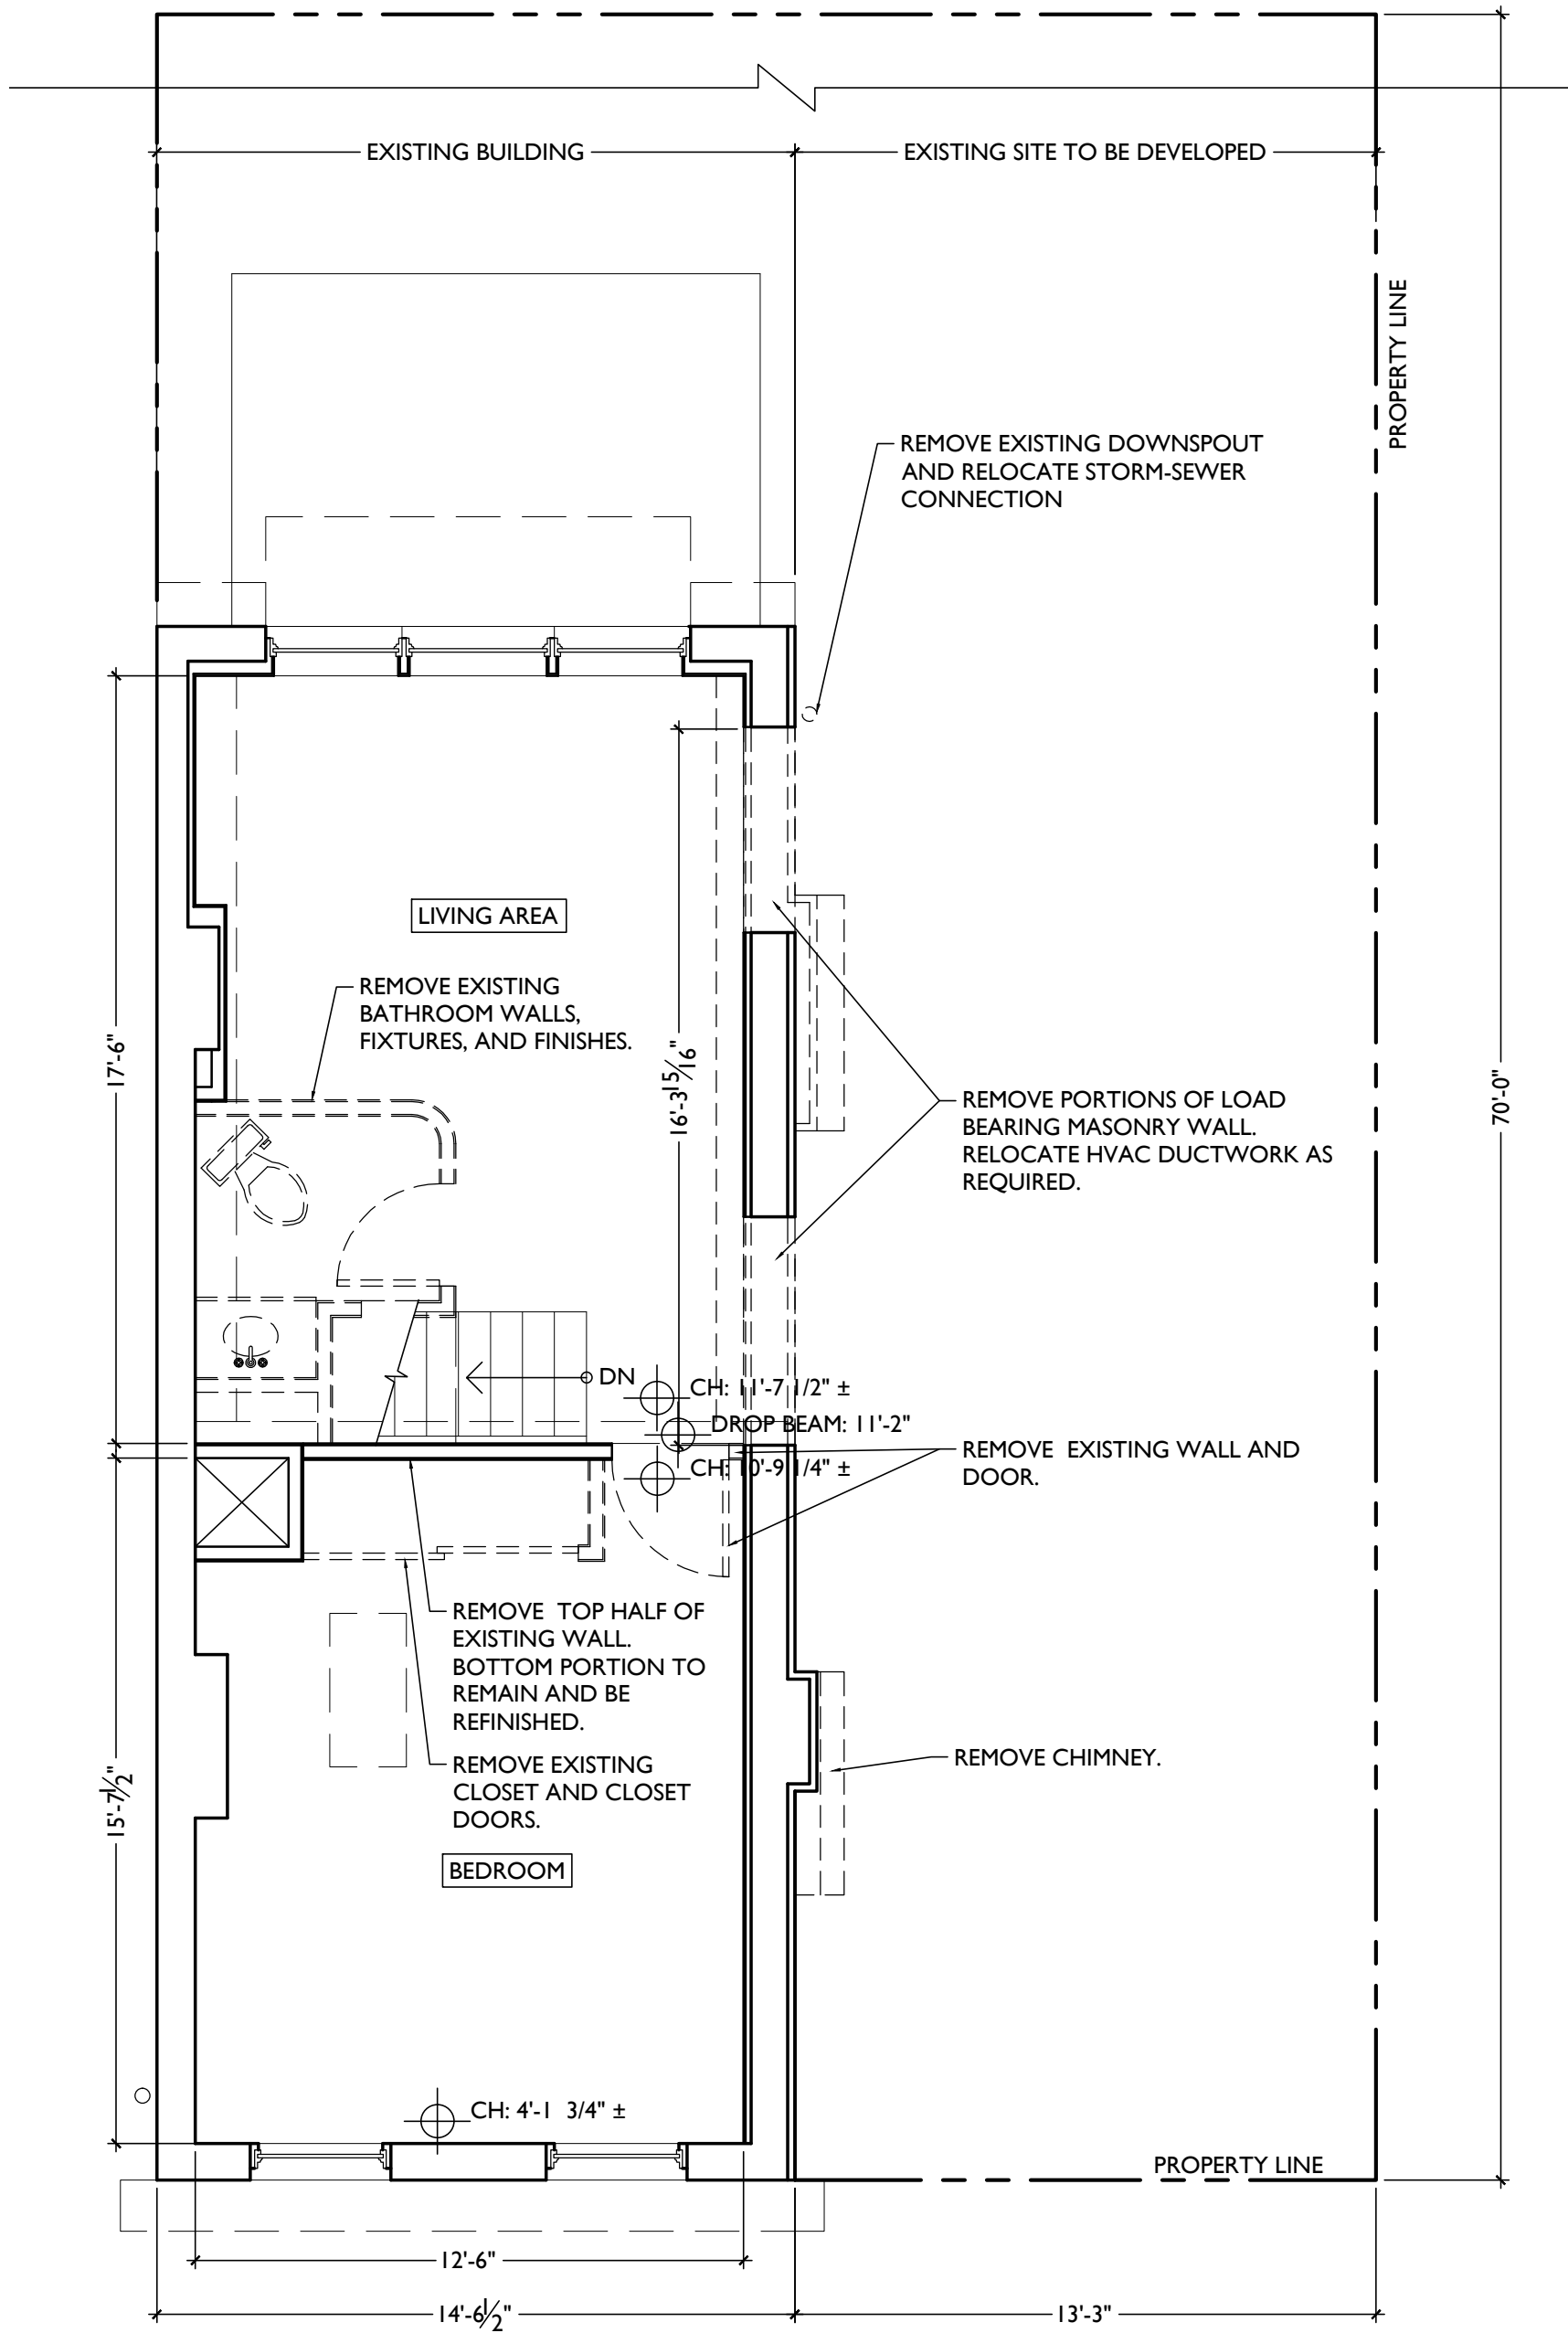 EXISTING BUILDING
EXISTING SITE TO BE DEVELOPED
PROPERTY LINE
REMOVE EXISTING DOWNSPOUT
AND RELOCATE STORM-SEWER
CONNECTION
LIVING AREA
REMOVE EXISTING
BATHROOM WALLS,
FIXTURES, AND FINISHES.
17'-6"
16'-3 15/16"
70'-0"
REMOVE PORTIONS OF LOAD
BEARING MASONRY WALL.
RELOCATE HVAC DUCTWORK AS
REQUIRED.
DN
CH: 11'-7 1/2" ±
DROP BEAM: 11'-2"
CH: 10'-9 1/4" ±
REMOVE EXISTING WALL AND
DOOR.
REMOVE TOP HALF OF
EXISTING WALL.
BOTTOM PORTION TO
REMAIN AND BE
REFINISHED.
REMOVE EXISTING
CLOSET AND CLOSET
DOORS.
REMOVE CHIMNEY.
15'-7 1/2"
BEDROOM
CH: 4'-1 3/4" ±
PROPERTY LINE
12'-6"
14'-6 1/2"
13'-3"